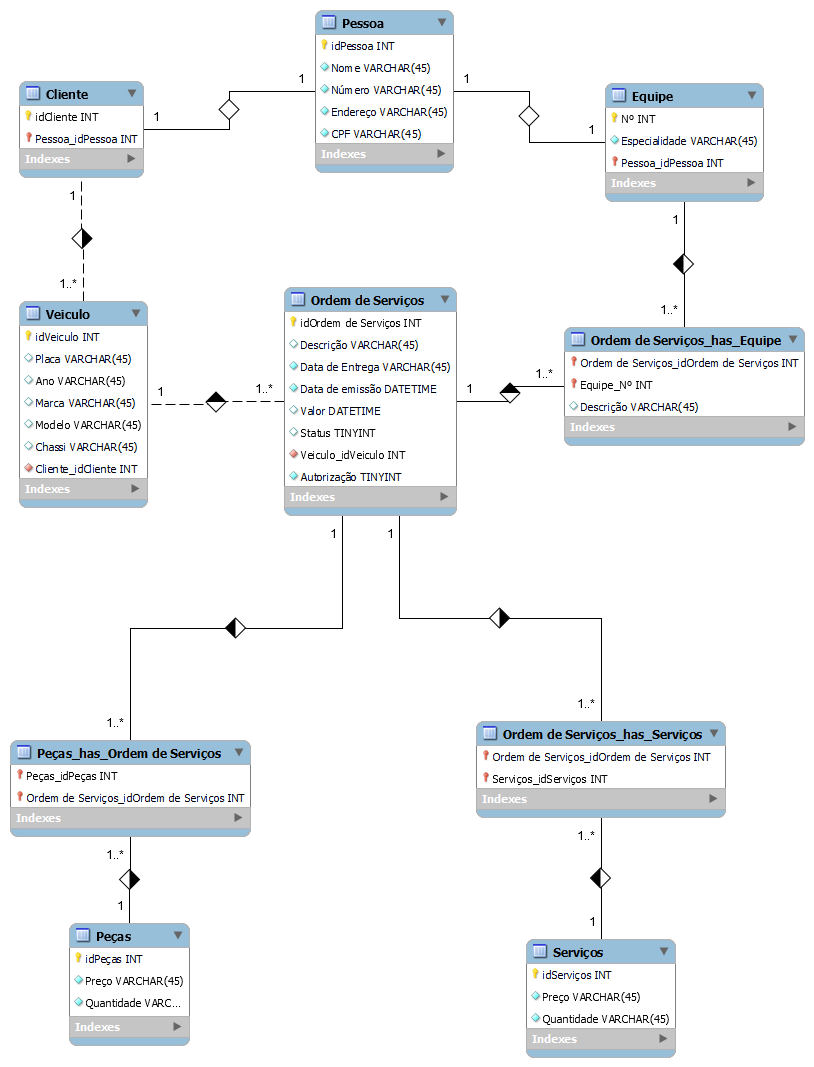 Pessoa
idPessoa INT
Nome VARCHAR(45)
Número VARCHAR(45)
Endereço VARCHAR(45)
CPF VARCHAR(45)
Indexes
1
1
Cliente
idCliente INT
Pessoa_idPessoa INT
Indexes
1
1
Equipe
Nº INT
Especialidade VARCHAR(45)
Pessoa_idPessoa INT
Indexes
1
1..*
1
1..*
Veiculo
idVeiculo INT
Placa VARCHAR(45)
Ano VARCHAR(45)
Marca VARCHAR(45)
Modelo VARCHAR(45)
Chassi VARCHAR(45)
Cliente_idCliente INT
Indexes
1
1..*
Ordem de Serviços
idOrdem de Serviços INT
Descrição VARCHAR(45)
Data de Entrega VARCHAR(45)
Data de emissão DATETIME
Valor DATETIME
Status TINYINT
Veiculo_idVeiculo INT
Autorização TINYINT
Indexes
1
1..*
Ordem de Serviços_has_Equipe
Ordem de Serviços_idOrdem de Serviços INT
Equipe_Nº INT
Descrição VARCHAR(45)
Indexes
1
1
1..*
1..*
Peças_has_Ordem de Serviços
Peças_idPeças INT
Ordem de Serviços_idOrdem de Serviços INT
Indexes
Ordem de Serviços_has_Serviços
Ordem de Serviços_idOrdem de Serviços INT
Serviços_idServiços INT
Indexes
1..*
1
1..*
1
Peças
idPeças INT
Preço VARCHAR(45)
Quantidade VARC...
Indexes
Serviços
idServiços INT
Preço VARCHAR(45)
Quantidade VARCHAR(45)
Indexes